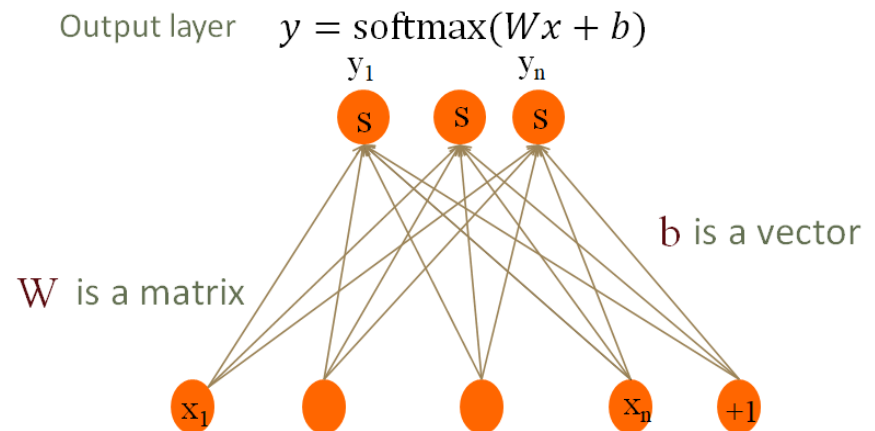 Output layer y = softmax(Wx + b)
y₁ yₙ
s s s
b is a vector
W is a matrix
x₁ xₙ +1